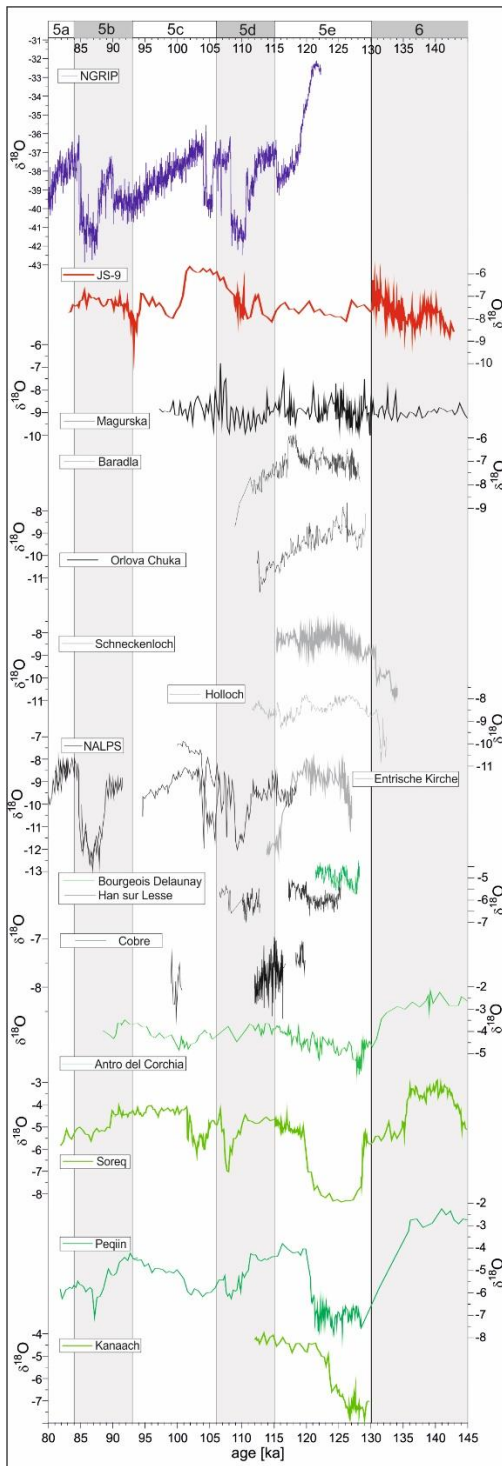 5a 5b 5c 5d 5e 6
80 85 90 95 100 105 110 115 120 125 130 135 140 145
-31
-32
-33
-34
-35
-36
-37
-38
-39
-40
-41
-42
-43
δ18O
NGRIP
JS-9
-6
-7
-8
-9
-10
δ18O
-6
-7
-8
-9
-10
δ18O
Magurska
Baradla
-6
-7
-8
-9
δ18O
-8
-9
-10
-11
δ18O
Orlova Chuka
Schneckenloch
-8
-9
-10
-11
δ18O
Holloch
-8
-9
-10
-11
δ18O
NALPS
-7
-8
-9
-10
-11
-12
-13
δ18O
Entrische Kirche
Bourgeois Delaunay
Han sur Lesse
-5
-6
-7
δ18O
Cobre
-7
-8
δ18O
-2
-3
-4
-5
δ18O
Antro del Corchia
-3
-4
-5
-6
-7
-8
δ18O
Soreq
Peqiin
-2
-3
-4
-5
-6
-7
-8
δ18O
Kanaach
-4
-5
-6
-7
δ18O
80 85 90 95 100 105 110 115 120 125 130 135 140 145
age [ka]